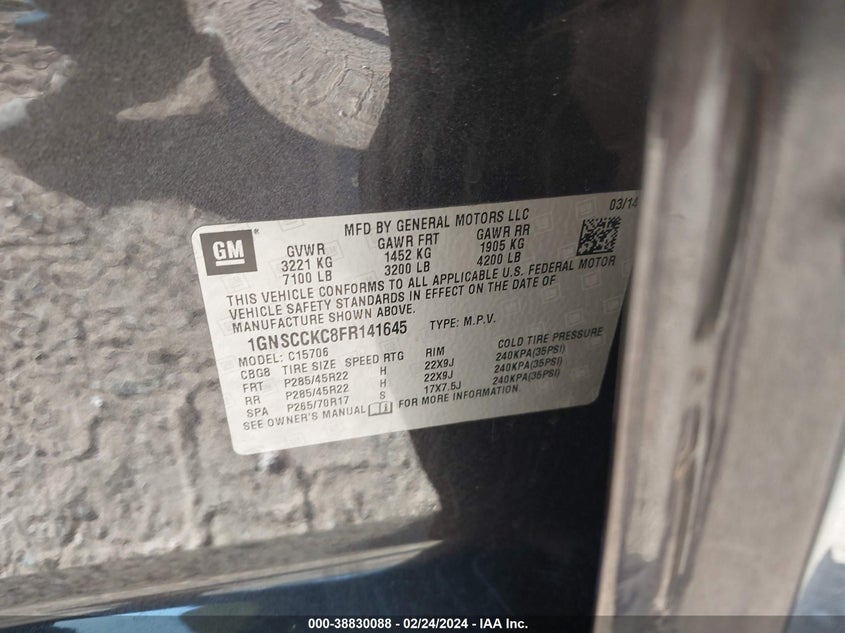 MFD BY GENERAL MOTORS LLC
03/14
GM ®
GVWR GAWR FRT GAWR RR
3221 KG 1452 KG 1905 KG
7100 LB 3200 LB 4200 LB
THIS VEHICLE CONFORMS TO ALL APPLICABLE U.S. FEDERAL MOTOR
VEHICLE SAFETY STANDARDS IN EFFECT ON THE DATE OF
MANUFACTURE SHOWN ABOVE.
1GNSCCKC8FR141645 TYPE: M.P.V.
MODEL: C15706
CBG8 TIRE SIZE SPEED RTG RIM COLD TIRE PRESSURE
FRT P285/45R22 H 22X9J 240KPA(35PSI)
RR P285/45R22 H 22X9J 240KPA(35PSI)
SPA P265/70R17 S 17X7.5J 240KPA(35PSI)
SEE OWNER'S MANUAL FOR MORE INFORMATION.
000-38830088 - 02/24/2024 - IAA Inc.